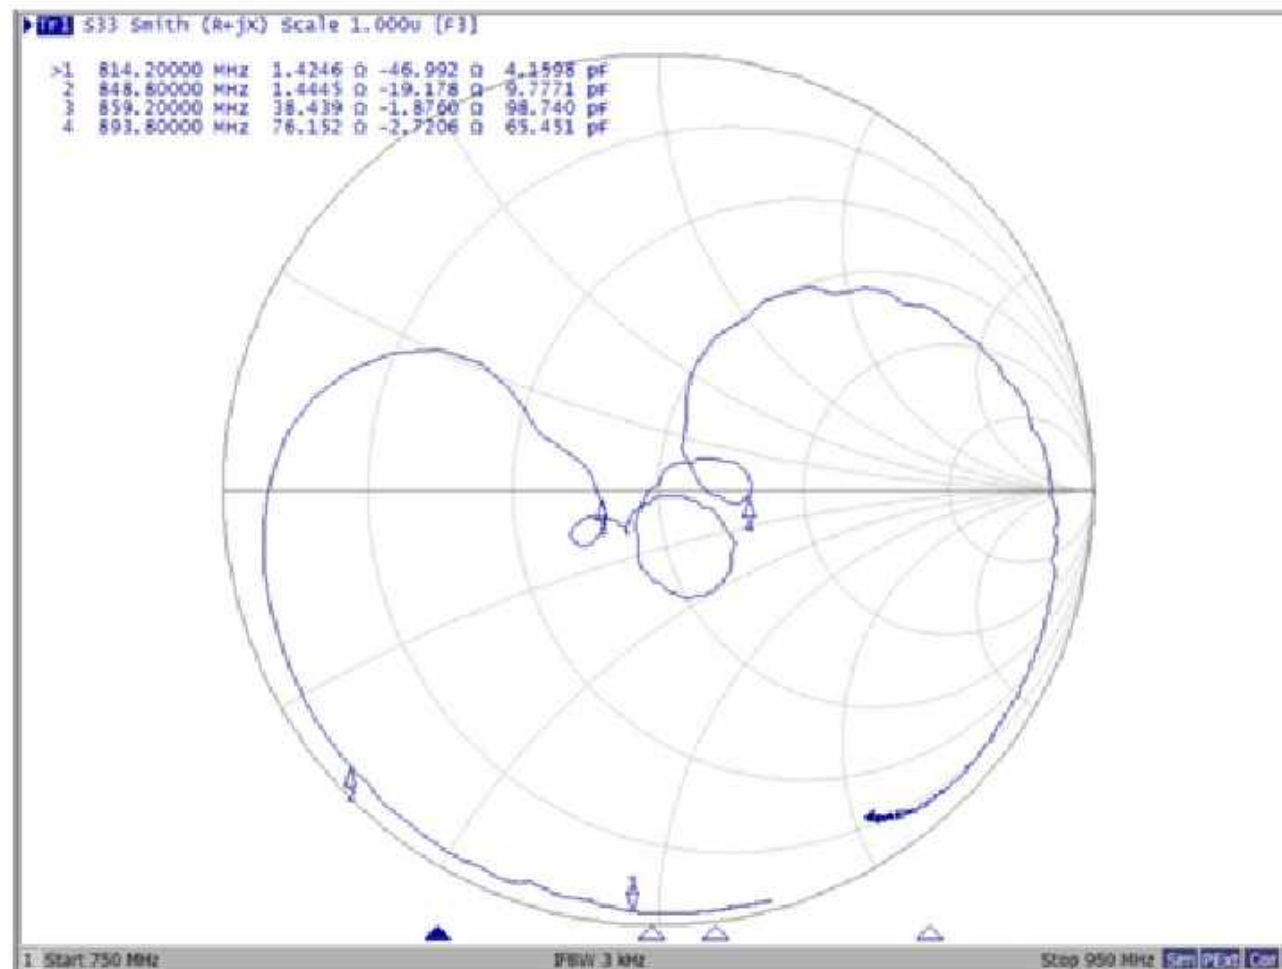 Tr1 S33 Smith (R+jX) Scale 1.000U [F3]
>1 814.20000 MHz 1.4246 Ω -46.992 Ω 4.1598 pF
2 848.80000 MHz 1.4445 Ω -19.178 Ω 9.7771 pF
3 859.20000 MHz 38.439 Ω -1.8760 Ω 98.740 pF
4 893.80000 MHz 76.152 Ω -2.7206 Ω 65.451 pF
1 Start 750 MHz IFBW 3 kHz Stop 950 MHz Sim PExt Cor